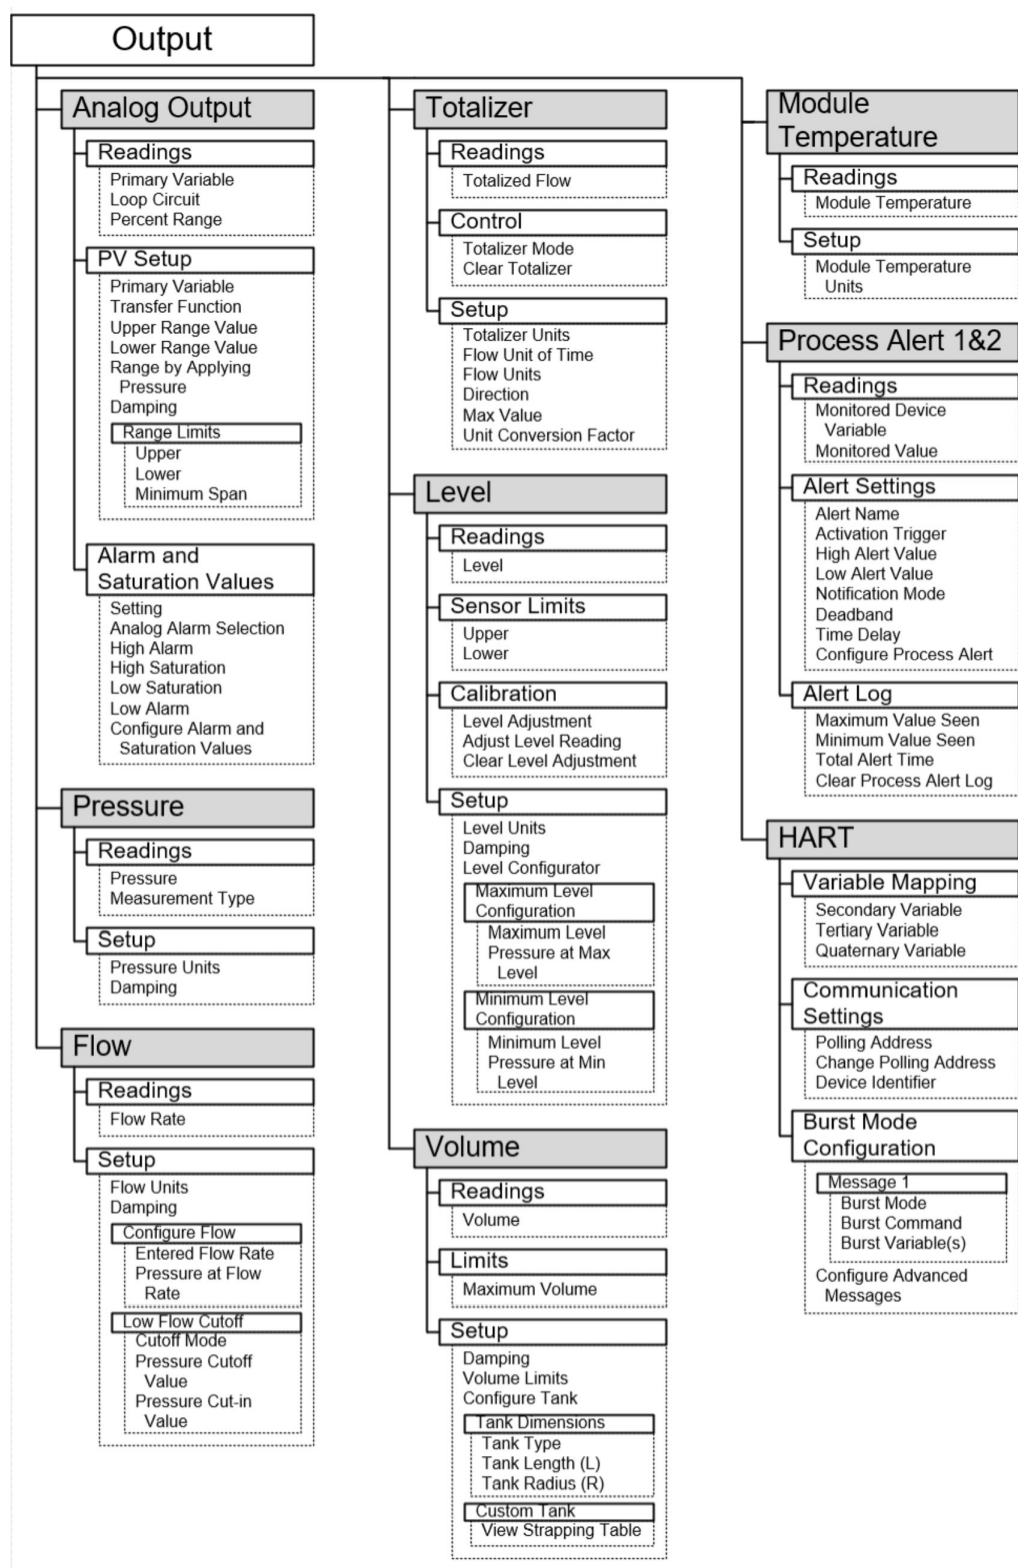 Output
Analog Output
Readings
Primary Variable
Loop Circuit
Percent Range
PV Setup
Primary Variable
Transfer Function
Upper Range Value
Lower Range Value
Range by Applying
Pressure
Damping
Range Limits
Upper
Lower
Minimum Span
Alarm and
Saturation Values
Setting
Analog Alarm Selection
High Alarm
High Saturation
Low Saturation
Low Alarm
Configure Alarm and
Saturation Values
Pressure
Readings
Pressure
Measurement Type
Setup
Pressure Units
Damping
Flow
Readings
Flow Rate
Setup
Flow Units
Damping
Configure Flow
Entered Flow Rate
Pressure at Flow
Rate
Low Flow Cutoff
Cutoff Mode
Pressure Cutoff
Value
Pressure Cut-in
Value
Totalizer
Readings
Totalized Flow
Control
Totalizer Mode
Clear Totalizer
Setup
Totalizer Units
Flow Unit of Time
Flow Units
Direction
Max Value
Unit Conversion Factor
Level
Readings
Level
Sensor Limits
Upper
Lower
Calibration
Level Adjustment
Adjust Level Reading
Clear Level Adjustment
Setup
Level Units
Damping
Level Configurator
Maximum Level
Configuration
Maximum Level
Pressure at Max
Level
Minimum Level
Configuration
Minimum Level
Pressure at Min
Level
Volume
Readings
Volume
Limits
Maximum Volume
Setup
Damping
Volume Limits
Configure Tank
Tank Dimensions
Tank Type
Tank Length (L)
Tank Radius (R)
Custom Tank
View Strapping Table
Module
Temperature
Readings
Module Temperature
Setup
Module Temperature
Units
Process Alert 1&2
Readings
Monitored Device
Variable
Monitored Value
Alert Settings
Alert Name
Activation Trigger
High Alert Value
Low Alert Value
Notification Mode
Deadband
Time Delay
Configure Process Alert
Alert Log
Maximum Value Seen
Minimum Value Seen
Total Alert Time
Clear Process Alert Log
HART
Variable Mapping
Secondary Variable
Tertiary Variable
Quaternary Variable
Communication
Settings
Polling Address
Change Polling Address
Device Identifier
Burst Mode
Configuration
Message 1
Burst Mode
Burst Command
Burst Variable(s)
Configure Advanced
Messages